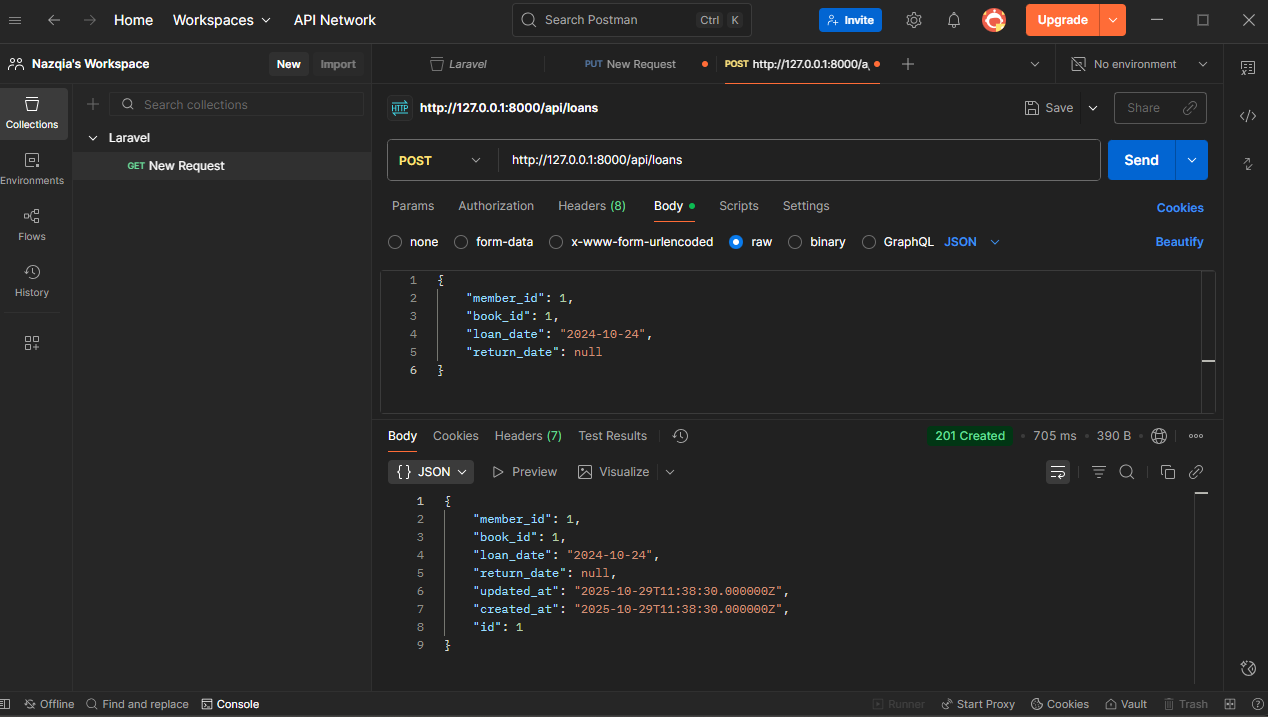 Home Workspaces API Network Search Postman Ctrl K Invite Upgrade
Nazqia's Workspace New Import
Laravel PUT New Request POST http://127.0.0.1:8000/a No environment
Collections
Environments
Flows
History
Search collections
Laravel
GET New Request
HTTP http://127.0.0.1:8000/api/loans Save Share
POST http://127.0.0.1:8000/api/loans Send
Params Authorization Headers (8) Body Scripts Settings Cookies
none form-data x-www-form-urlencoded raw binary GraphQL JSON Beautify
1 {
2 "member_id": 1,
3 "book_id": 1,
4 "loan_date": "2024-10-24",
5 "return_date": null
6 }
Body Cookies Headers (7) Test Results 201 Created 705 ms 390 B
{} JSON Preview Visualize
1 {
2 "member_id": 1,
3 "book_id": 1,
4 "loan_date": "2024-10-24",
5 "return_date": null,
6 "updated_at": "2025-10-29T11:38:30.000000Z",
7 "created_at": "2025-10-29T11:38:30.000000Z",
8 "id": 1
9 }
Offline Find and replace Console Runner Start Proxy Cookies Vault Trash